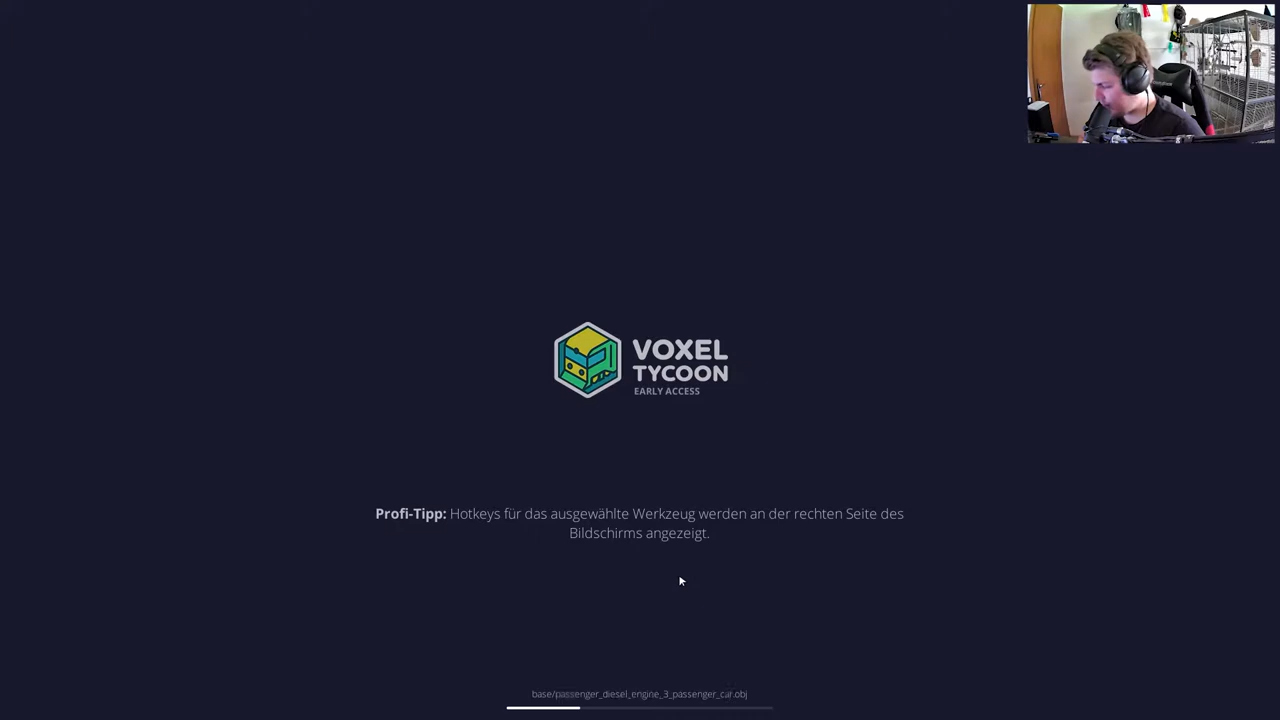 VOXEL
TYCOON
EARLY ACCESS
Profi-Tipp: Hotkeys für das ausgewählte Werkzeug werden an der rechten Seite des
Bildschirms angezeigt.
base/passenger_diesel_engine_3_passenger_car.obj